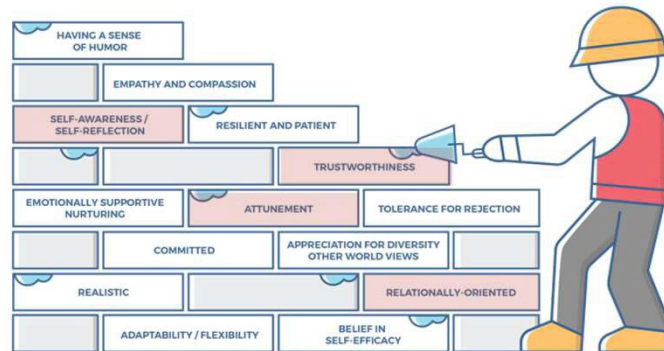 HAVING A SENSE
OF HUMOR
EMPATHY AND COMPASSION
SELF-AWARENESS /
SELF-REFLECTION
RESILIENT AND PATIENT
TRUSTWORTHINESS
EMOTIONALLY SUPPORTIVE
NURTURING
ATTUNEMENT
TOLERANCE FOR REJECTION
COMMITTED
APPRECIATION FOR DIVERSITY
OTHER WORLD VIEWS
REALISTIC
RELATIONALLY-ORIENTED
ADAPTABILITY / FLEXIBILITY
BELIEF IN
SELF-EFFICACY